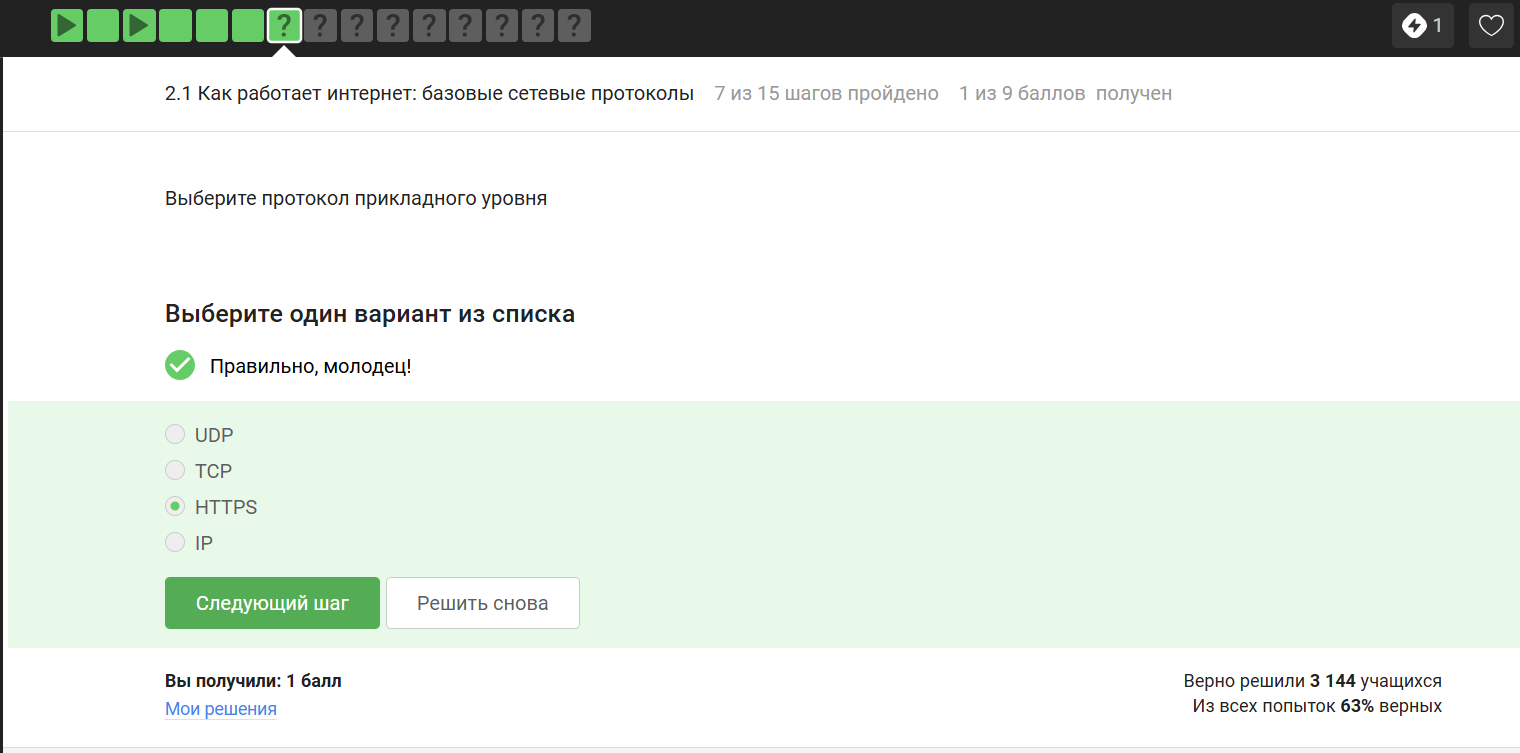 ? ? ? ? ? ? ? ? ? 1
2.1 Как работает интернет: базовые сетевые протоколы 7 из 15 шагов пройдено 1 из 9 баллов получен
Выберите протокол прикладного уровня
Выберите один вариант из списка
Правильно, молодец!
UDP
TCP
HTTPS
IP
Следующий шаг Решить снова
Вы получили: 1 балл
Мои решения
Верно решили 3 144 учащихся
Из всех попыток 63% верных